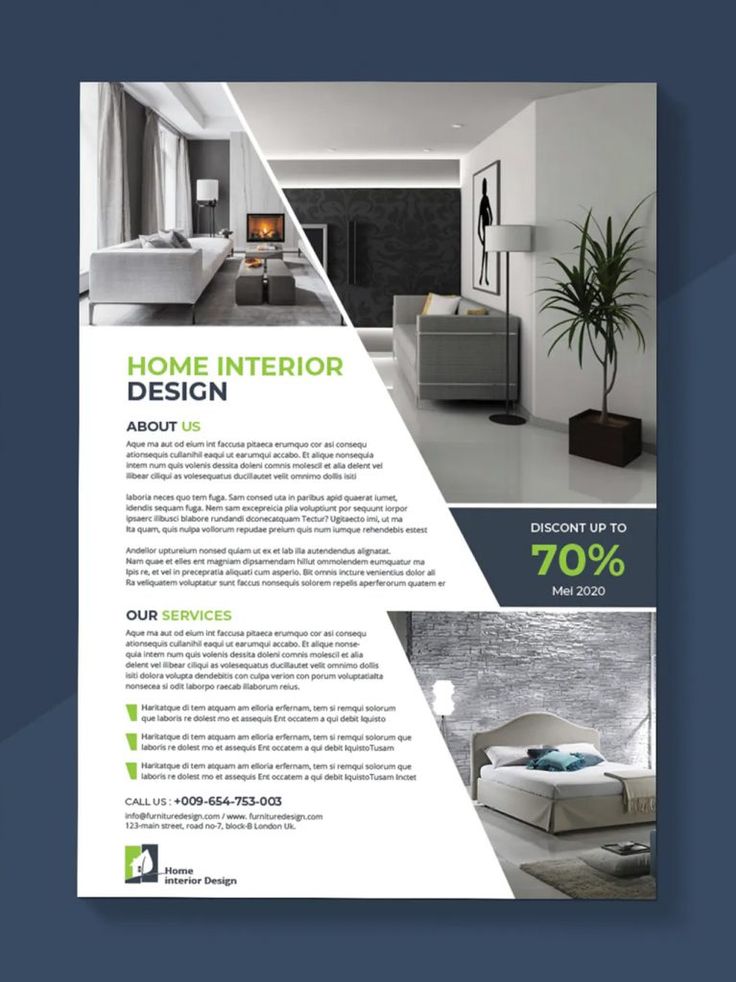 HOME INTERIOR
DESIGN
ABOUT US
Aque ma aut od eium int faccusa pitaeca erumquo cor asi consequ
ationsequis cullanihil eaqui ut earumqui accabo. Et alique nonsequia
intem num quis volenis dessita doleni comnis molescil et alia delent vel
ilibear ciliqui as volesequatus ducillautet velit omnimo dollis isiti
laboria neces quo tem fuga. Sam consed uta in paribus apid quaerat iumet,
idendis sequam fuga. Nem sam excepreicia plia voluptiunt por sequunt iorpor
ipsaerc ilibusci blabore rundandi dconecatquam Tectur? Ugitaecto imi, ut ma
Ita quam, quis nulpa vollorum repudae preium quis num iumque rehendebis estest
Andellor uptureium nonsed quiam ut ex et lab illa autendendus alignatat.
Nam quae et elles ent magniam dipsamendam hillut ommolendem eumquatur ma
Ipis re, et vel in precepratia aliquati cum asperio. Bit omnis incture venientius dolor all
Ra veliquatem voluptatur sunt faccus nonsequis solorem repelis aperferorum quatem er
DISCONT UP TO
70%
Mei 2020
OUR SERVICES
Aque ma aut od eium int faccusa pitaeca erumquo cor asi consequ
ationsequis cullanihil eaqui ut earumqui accabo. Et alique nonse-
quia intem num quis volenis dessita doleni comnis molescil et alia
delent vel ilibear ciliqui as volesequatus ducillautet velit omnimo dollis
isiti dolora volupta dendebitis con culpa verion con porum voluptatialta
nonsecea si odit laborpo raecab illaborum reius.
Haritatque di tem atquam am elloria erfernam, tem si remqui solorum
que laboris re dolest mo et assequis Ent occatem a qui debit Iquisto
Haritatque di tem atquam am elloria erfernam, tem si remqui solorum que
laboris re dolest mo et assequis Ent occatem a qui debit IquistoTusam
Haritatque di tem atquam am elloria erfernam, tem si remqui solorum que
laboris re dolest mo et assequis Ent occatem a qui debit IquistoTusam Inctet
CALL US : +009-654-753-003
info@furnituredesign.com / www. furnituredesign.com
123-main street, road no-7, block-B London Uk.
Home
interior Design